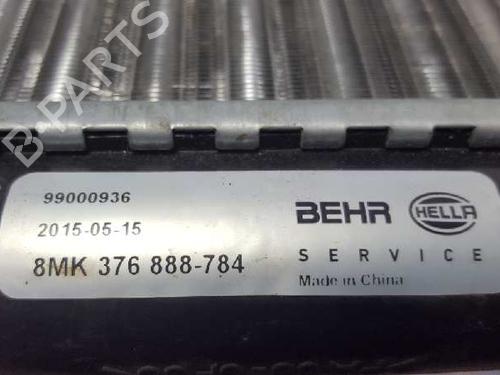 B-PARTS
99000936
2015-05-15
8MK 376 888-784
BEHR HELLA
SERVICE
Made in China